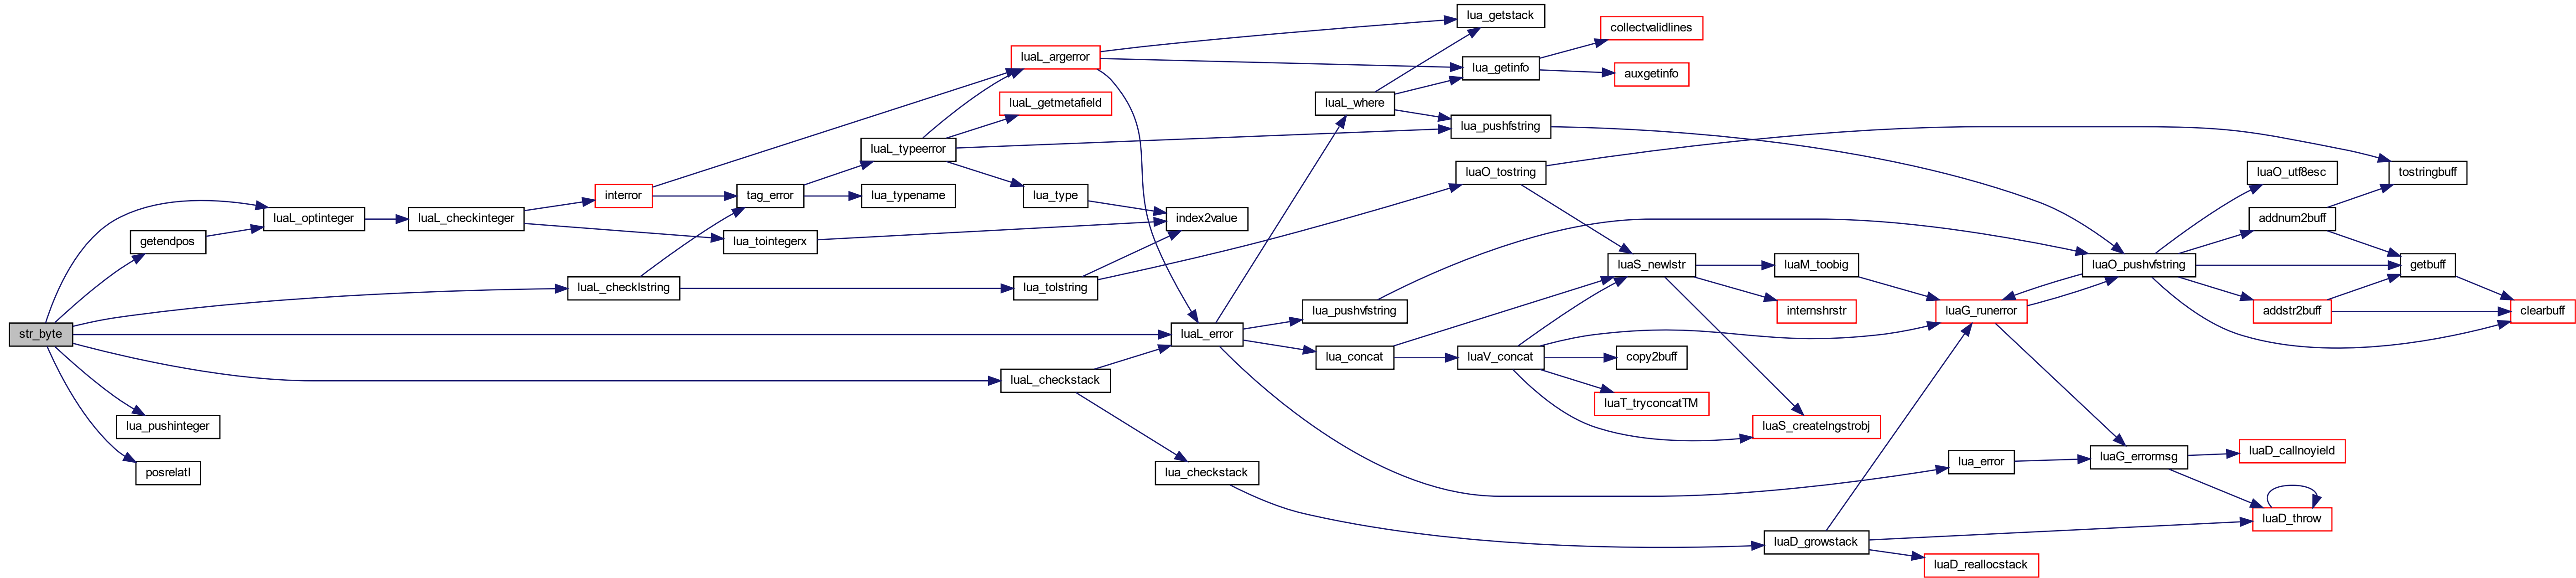 str_byte
getendpos
lua_pushinteger
posrelatI
luaL_optinteger
luaL_checkinteger
luaL_checklstring
interror
tag_error
lua_tointegerx
luaL_typeerror
lua_typename
luaL_argerror
luaL_getmetafield
lua_type
lua_tolstring
luaL_checkstack
index2value
luaL_error
lua_checkstack
luaL_where
lua_pushvfstring
lua_concat
lua_getstack
lua_getinfo
lua_pushfstring
luaO_tostring
luaV_concat
collectvalidlines
auxgetinfo
luaS_newlstr
copy2buff
luaT_tryconcatTM
luaM_toobig
internshrstr
luaS_createlngstrobj
luaD_growstack
luaG_runerror
lua_error
luaD_reallocstack
luaO_pushvfstring
luaG_errormsg
luaO_utf8esc
addnum2buff
addstr2buff
luaD_callnoyield
luaD_throw
tostringbuff
getbuff
clearbuff